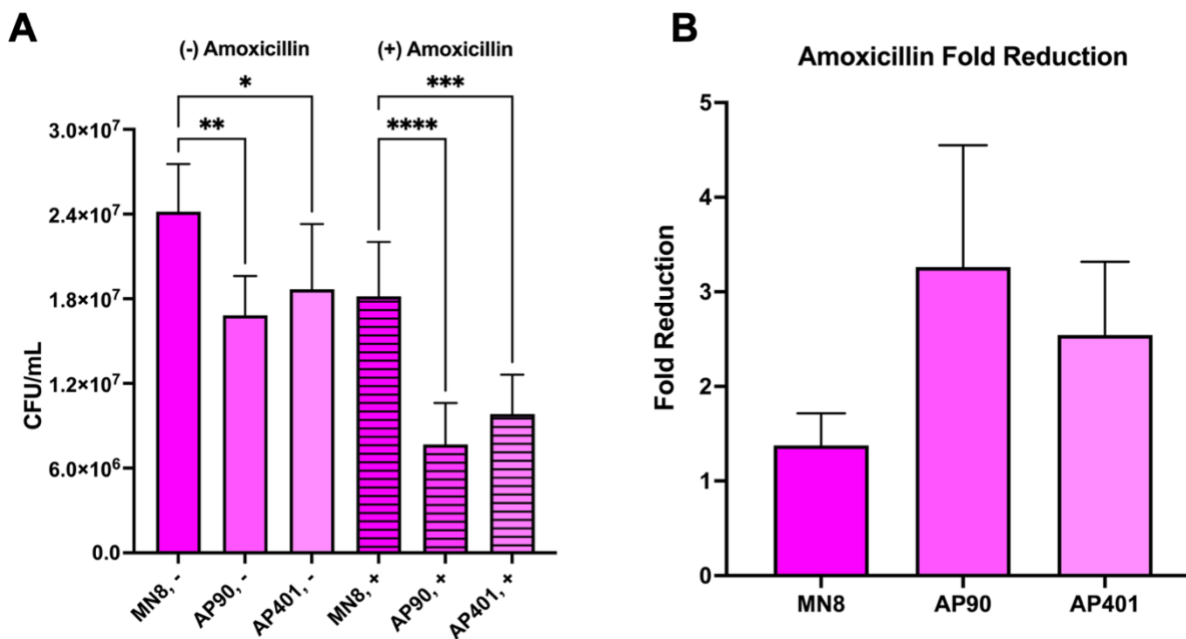 A
(-) Amoxicillin (+) Amoxicillin
* ***
** ****
3.0×10⁷
2.4×10⁷
1.8×10⁷
1.2×10⁷
6.0×10⁶
0.0
CFU/mL
MN8, -
AP90, -
AP401, -
MN8, +
AP90, +
AP401, +
B
Amoxicillin Fold Reduction
5
4
3
2
1
0
Fold Reduction
MN8 AP90 AP401